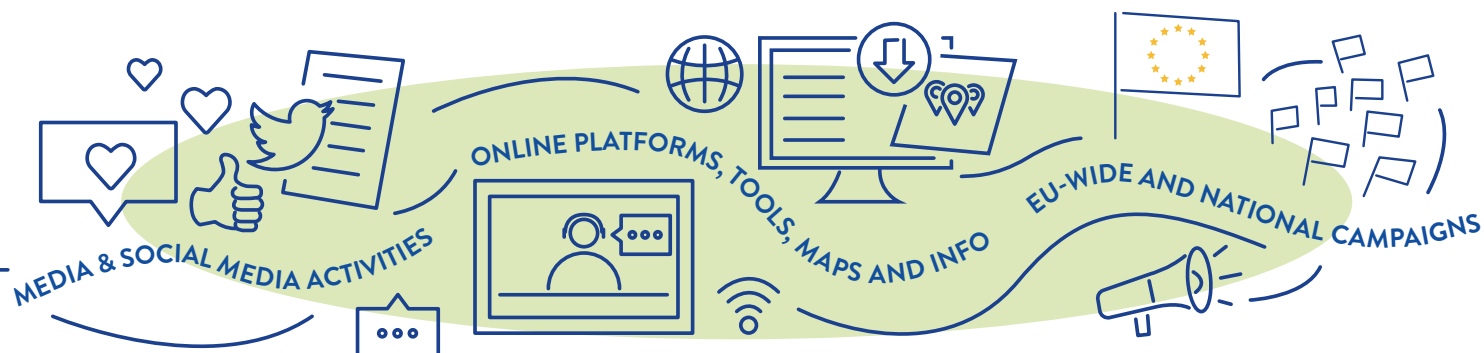 MEDIA & SOCIAL MEDIA ACTIVITIES
ONLINE PLATFORMS, TOOLS, MAPS AND INFO
EU-WIDE AND NATIONAL CAMPAIGNS